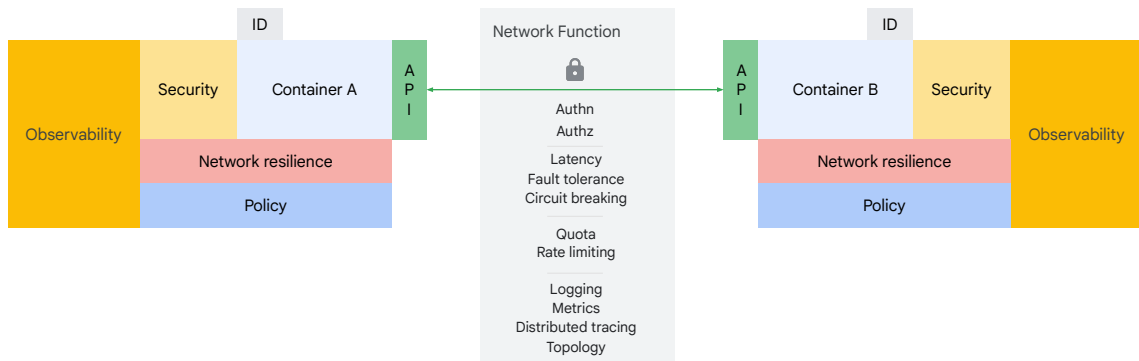 ID
Observability
Security
Container A
A
P
I
Network resilience
Policy
Network Function
Authn
Authz
Latency
Fault tolerance
Circuit breaking
Quota
Rate limiting
Logging
Metrics
Distributed tracing
Topology
ID
A
P
I
Container B
Security
Observability
Network resilience
Policy